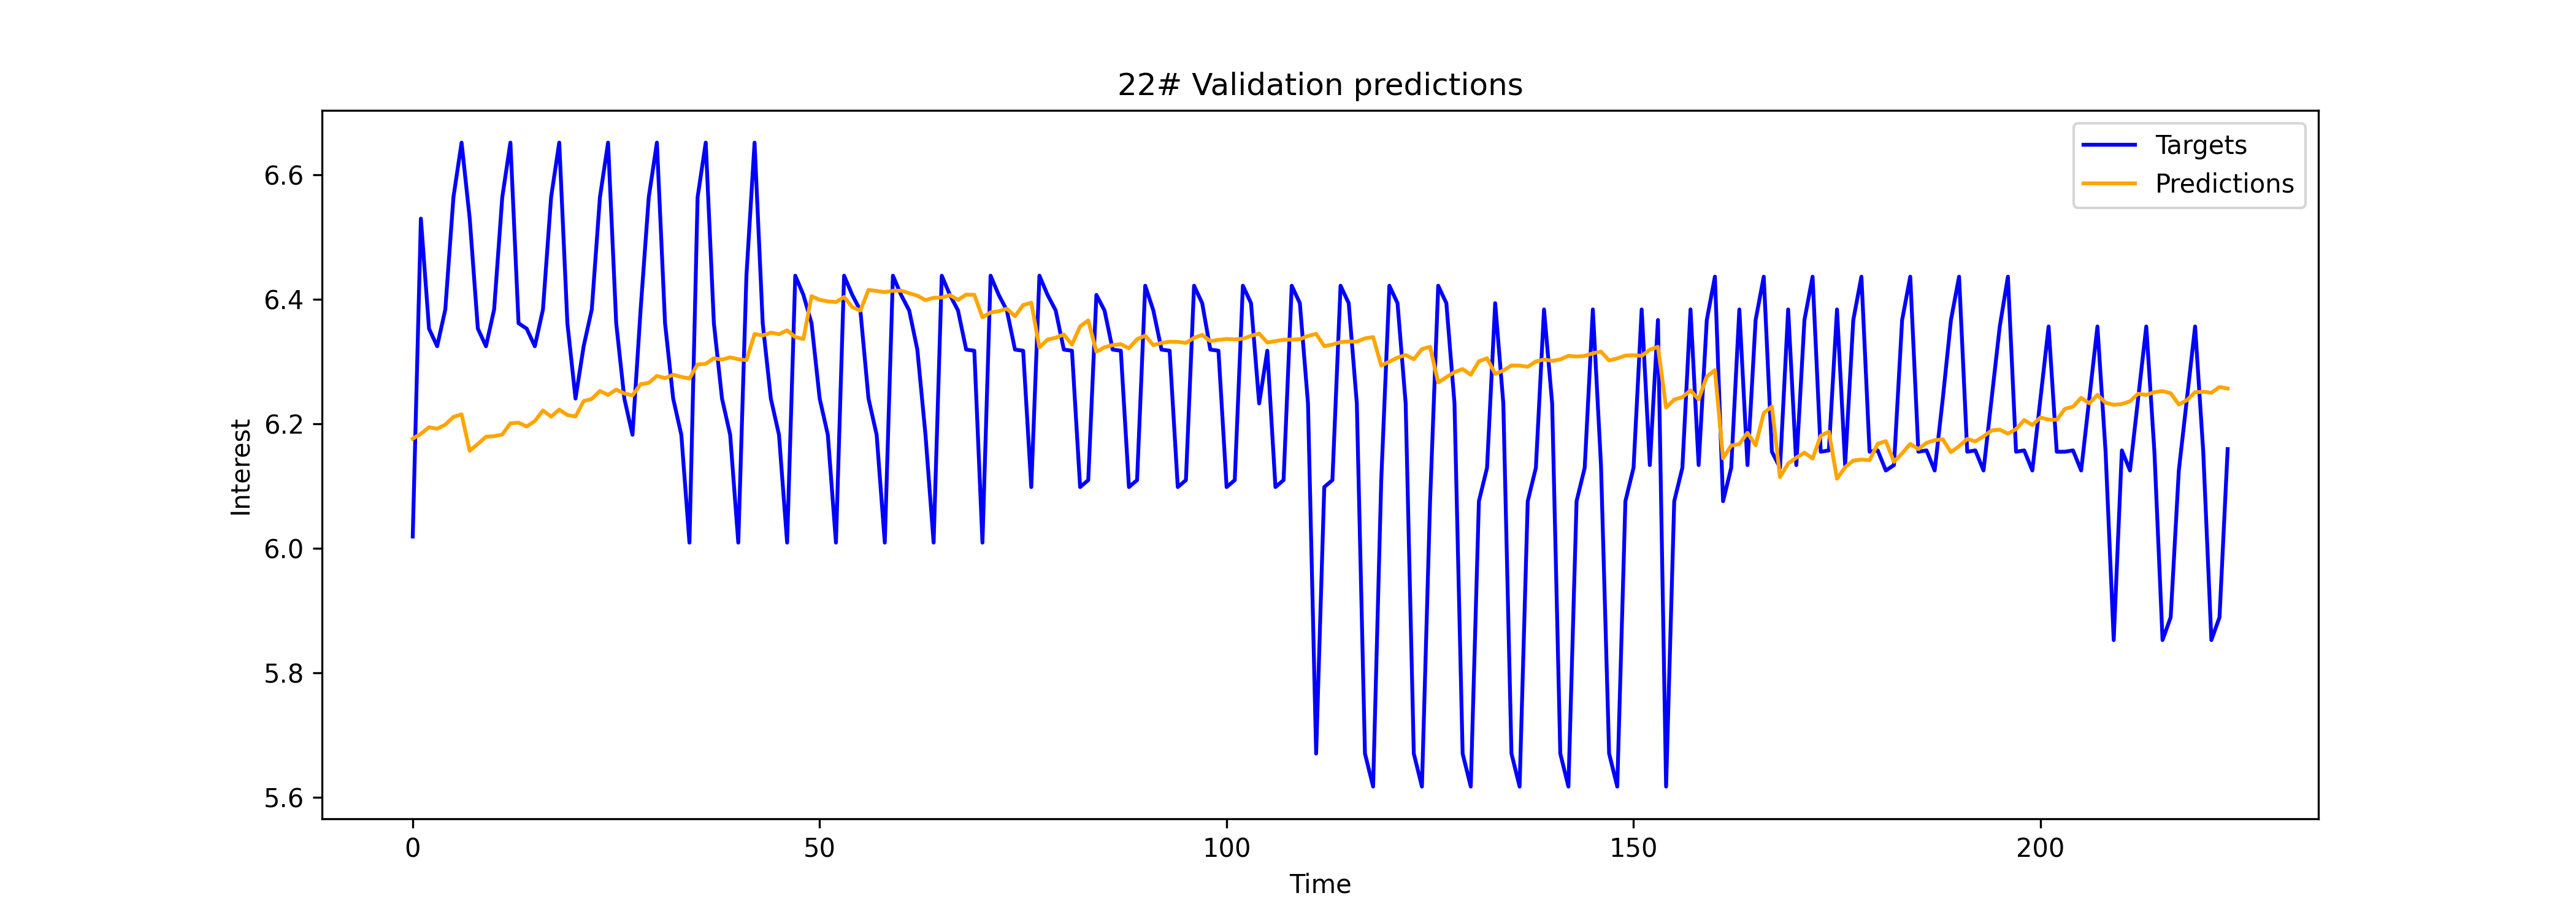 22# Validation predictions
Targets
Predictions
6.6
6.4
6.2
6.0
5.8
5.6
Interest
0 50 100 150 200
Time